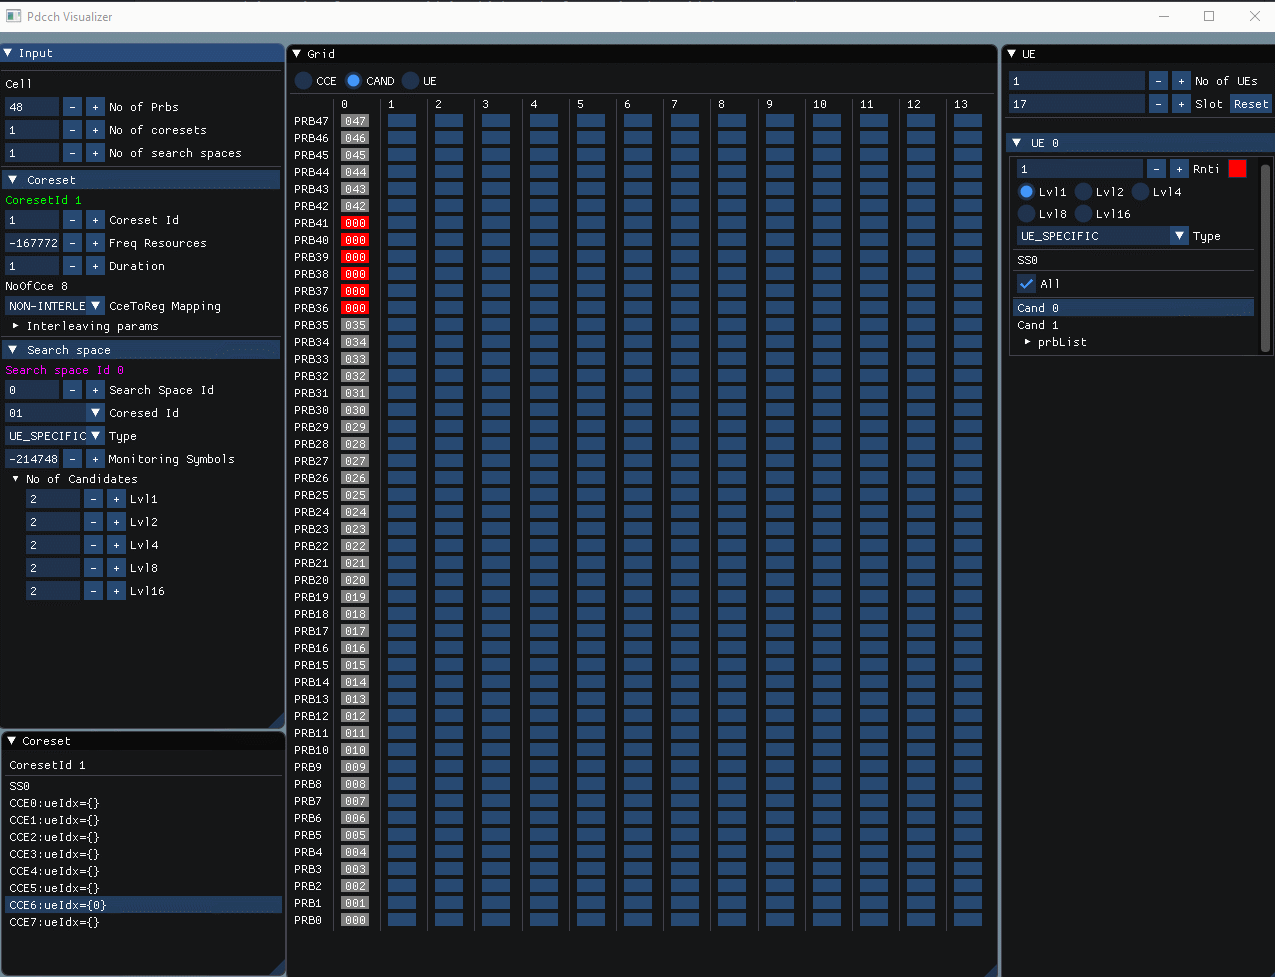 Pdcch Visualizer
Input
Cell
48 - + No of Prbs
1 - + No of coresets
1 - + No of search spaces
Coreset
CoresetId 1
1 - + Coreset Id
-167772 - + Freq Resources
1 - + Duration
NoOfCce 8
NON-INTERLE CceToReg Mapping
Interleaving params
Search space
Search space Id 0
0 - + Search Space Id
01 Coresed Id
UE_SPECIFIC Type
-214748 - + Monitoring Symbols
No of Candidates
2 - + Lvl1
2 - + Lvl2
2 - + Lvl4
2 - + Lvl8
2 - + Lvl16
Coreset
CoresetId 1
SS0
CCE0:ueIdx={}
CCE1:ueIdx={}
CCE2:ueIdx={}
CCE3:ueIdx={}
CCE4:ueIdx={}
CCE5:ueIdx={}
CCE6:ueIdx={0}
CCE7:ueIdx={}
Grid
CCE CAND UE
0 1 2 3 4 5 6 7 8 9 10 11 12 13
PRB47 047
PRB46 046
PRB45 045
PRB44 044
PRB43 043
PRB42 042
PRB41 000
PRB40 000
PRB39 000
PRB38 000
PRB37 000
PRB36 000
PRB35 035
PRB34 034
PRB33 033
PRB32 032
PRB31 031
PRB30 030
PRB29 029
PRB28 028
PRB27 027
PRB26 026
PRB25 025
PRB24 024
PRB23 023
PRB22 022
PRB21 021
PRB20 020
PRB19 019
PRB18 018
PRB17 017
PRB16 016
PRB15 015
PRB14 014
PRB13 013
PRB12 012
PRB11 011
PRB10 010
PRB9 009
PRB8 008
PRB7 007
PRB6 006
PRB5 005
PRB4 004
PRB3 003
PRB2 002
PRB1 001
PRB0 000
UE
1 - + No of UEs
17 - + Slot Reset
UE 0
1 - + Rnti
Lvl1 Lvl2 Lvl4
Lvl8 Lvl16
UE_SPECIFIC Type
SS0
All
Cand 0
Cand 1
prbList